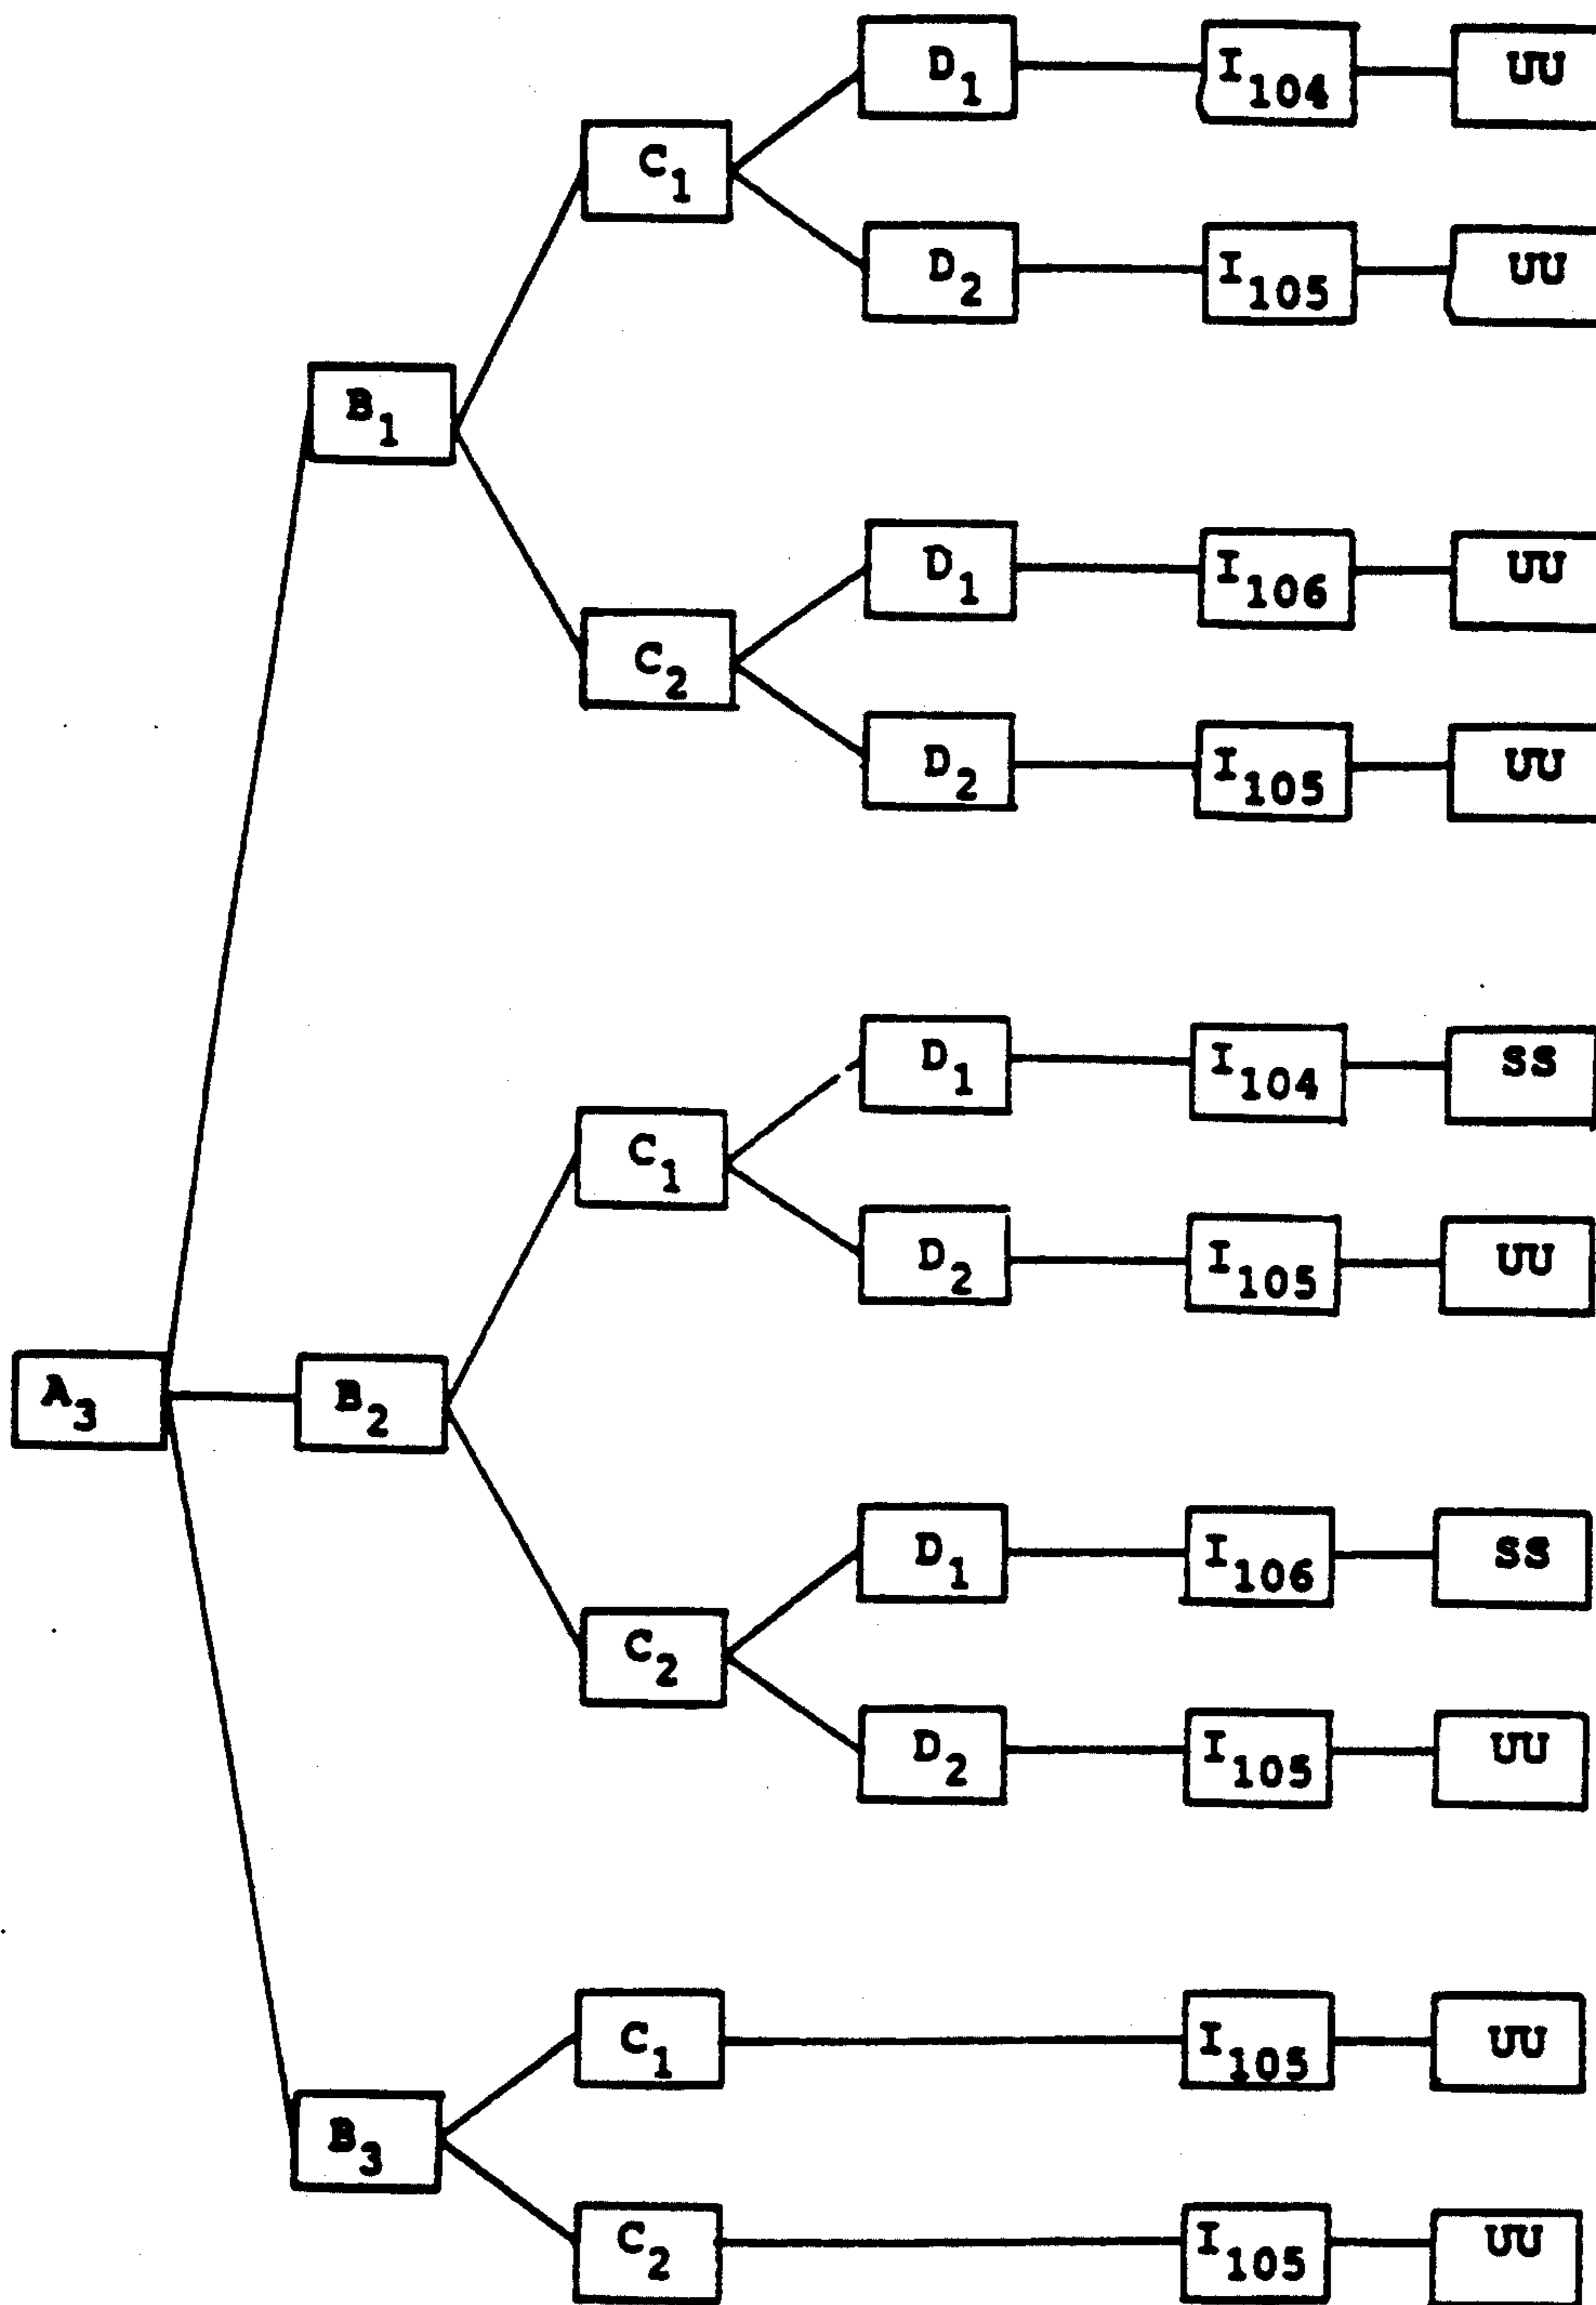 D1 I104 UU
C1
D2 I105 UU
B1
D1 I106 UU
C2
D2 I105 UU
D1 I104 SS
C1
D2 I105 UU
A3 B2
D1 I106 SS
C2
D2 I105 UU
C1 I105 UU
B3
C2 I105 UU